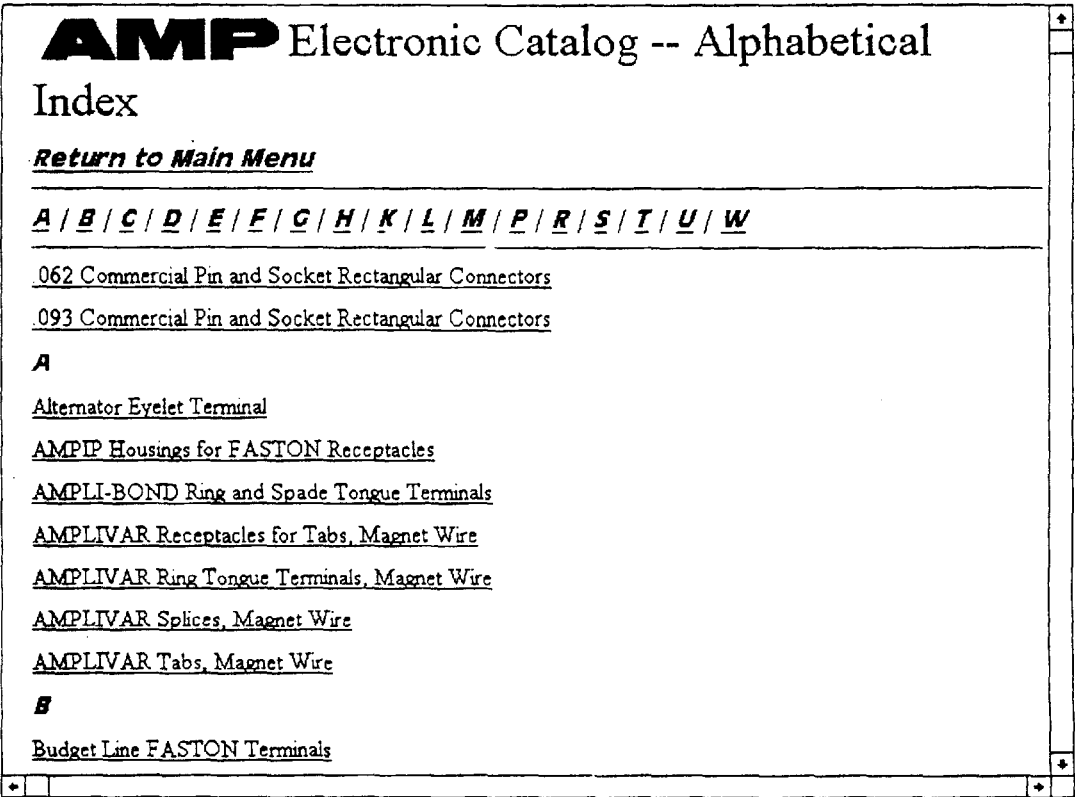 AMP Electronic Catalog -- Alphabetical
Index
Return to Main Menu
A / B / C / D / E / F / G / H / K / L / M / P / R / S / T / U / W
.062 Commercial Pin and Socket Rectangular Connectors
.093 Commercial Pin and Socket Rectangular Connectors
A
Alternator Eyelet Terminal
AMPIP Housings for FASTON Receptacles
AMPLI-BOND Ring and Spade Tongue Terminals
AMPLIVAR Receptacles for Tabs, Magnet Wire
AMPLIVAR Ring Tongue Terminals, Magnet Wire
AMPLIVAR Splices, Magnet Wire
AMPLIVAR Tabs, Magnet Wire
B
Budget Line FASTON Terminals